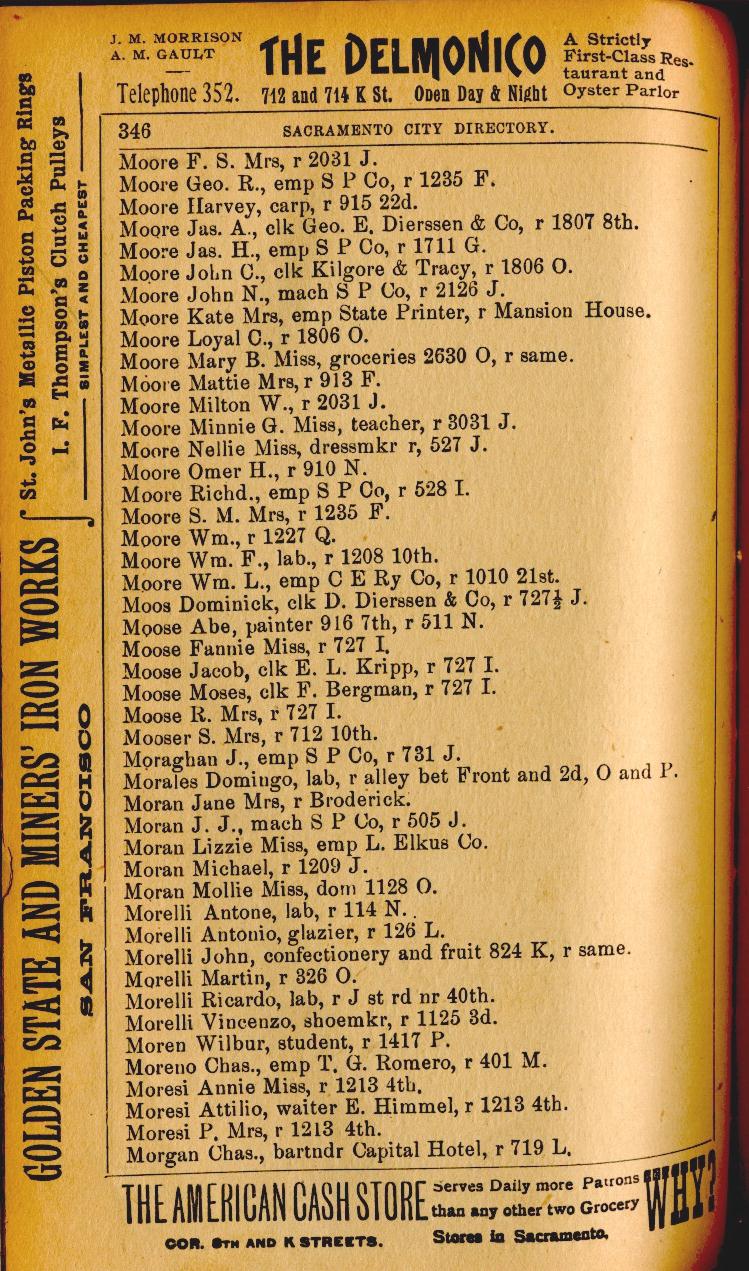 J. M. MORRISON
A. M. GAULT
THE DELMONICO
A Strictly
First-Class Res-
taurant and
Oyster Parlor
Telephone 352. 712 and 714 K St. Open Day & Night
346 SACRAMENTO CITY DIRECTORY.
Moore F. S. Mrs, r 2031 J.
Moore Geo. R., emp S P Co, r 1235 F.
Moore Harvey, carp, r 915 22d.
Moore Jas. A., clk Geo. E. Dierssen & Co, r 1807 8th.
Moore Jas. H., emp S P Co, r 1711 G.
Moore John C., clk Kilgore & Tracy, r 1806 O.
Moore John N., mach S P Co, r 2126 J.
Moore Kate Mrs, emp State Printer, r Mansion House.
Moore Loyal C., r 1806 O.
Moore Mary B. Miss, groceries 2630 O, r same.
Moore Mattie Mrs, r 913 F.
Moore Milton W., r 2031 J.
Moore Minnie G. Miss, teacher, r 3031 J.
Moore Nellie Miss, dressmkr r, 527 J.
Moore Omer H., r 910 N.
Moore Richd., emp S P Co, r 528 I.
Moore S. M. Mrs, r 1235 F.
Moore Wm., r 1227 Q.
Moore Wm. F., lab., r 1208 10th.
Moore Wm. L., emp C E Ry Co, r 1010 21st.
Moos Dominick, clk D. Dierssen & Co, r 727½ J.
Moose Abe, painter 916 7th, r 511 N.
Moose Fannie Miss, r 727 I.
Moose Jacob, clk E. L. Kripp, r 727 I.
Moose Moses, clk F. Bergman, r 727 I.
Moose R. Mrs, r 727 I.
Mooser S. Mrs, r 712 10th.
Moraghan J., emp S P Co, r 731 J.
Morales Domingo, lab, r alley bet Front and 2d, O and P.
Moran Jane Mrs, r Broderick.
Moran J. J., mach S P Co, r 505 J.
Moran Lizzie Miss, emp L. Elkus Co.
Moran Michael, r 1209 J.
Moran Mollie Miss, dom 1128 O.
Morelli Antone, lab, r 114 N.
Morelli Antonio, glazier, r 126 L.
Morelli John, confectionery and fruit 824 K, r same.
Morelli Martin, r 326 O.
Morelli Ricardo, lab, r J st rd nr 40th.
Morelli Vincenzo, shoemkr, r 1125 3d.
Moren Wilbur, student, r 1417 P.
Moreno Chas., emp T. G. Romero, r 401 M.
Moresi Annie Miss, r 1213 4th.
Moresi Attilio, waiter E. Himmel, r 1213 4th.
Moresi P. Mrs, r 1213 4th.
Morgan Chas., bartndr Capital Hotel, r 719 L.
THE AMERICAN CASH STORE
COR. 8TH AND K STREETS.
Serves Daily more Patrons
than any other two Grocery
Stores in Sacramento.
WHY?
GOLDEN STATE AND MINERS' IRON WORKS
SAN FRANCISCO
St. John's Metallic Piston Packing Rings
I. F. Thompson's Clutch Pulleys
SIMPLEST AND CHEAPEST